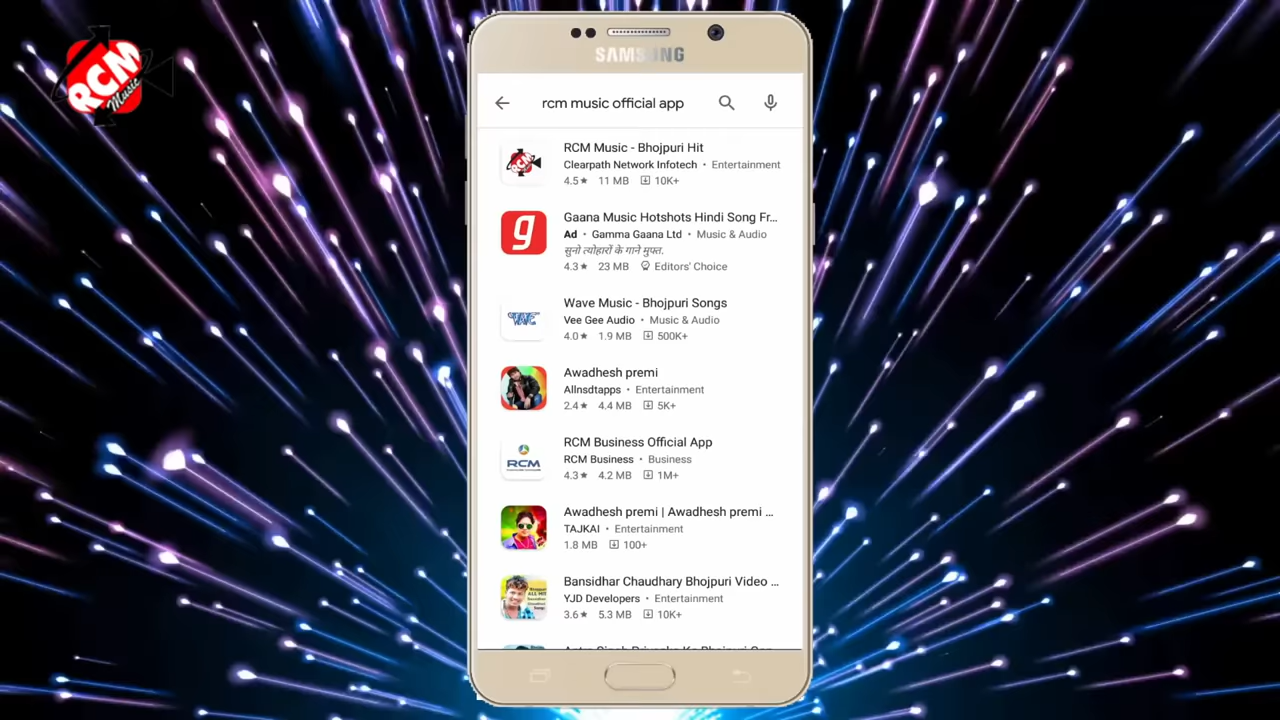 RCM
Music
SAMSUNG
rcm music official app
RCM Music - Bhojpuri Hit
Clearpath Network Infotech • Entertainment
4.5★ 11 MB 10K+
Gaana Music Hotshots Hindi Song Fr...
Ad • Gamma Gaana Ltd • Music & Audio
सुनो त्योहारों के गाने मुफ्त.
4.3★ 23 MB Editors' Choice
Wave Music - Bhojpuri Songs
Vee Gee Audio • Music & Audio
4.0★ 1.9 MB 500K+
Awadhesh premi
Allnsdtapps • Entertainment
2.4★ 4.4 MB 5K+
RCM Business Official App
RCM
RCM Business • Business
4.3★ 4.2 MB 1M+
Awadhesh premi | Awadhesh premi ...
TAJKAI • Entertainment
1.8 MB 100+
Bansidhar Chaudhary Bhojpuri Video ...
YJD Developers • Entertainment
3.6★ 5.3 MB 10K+